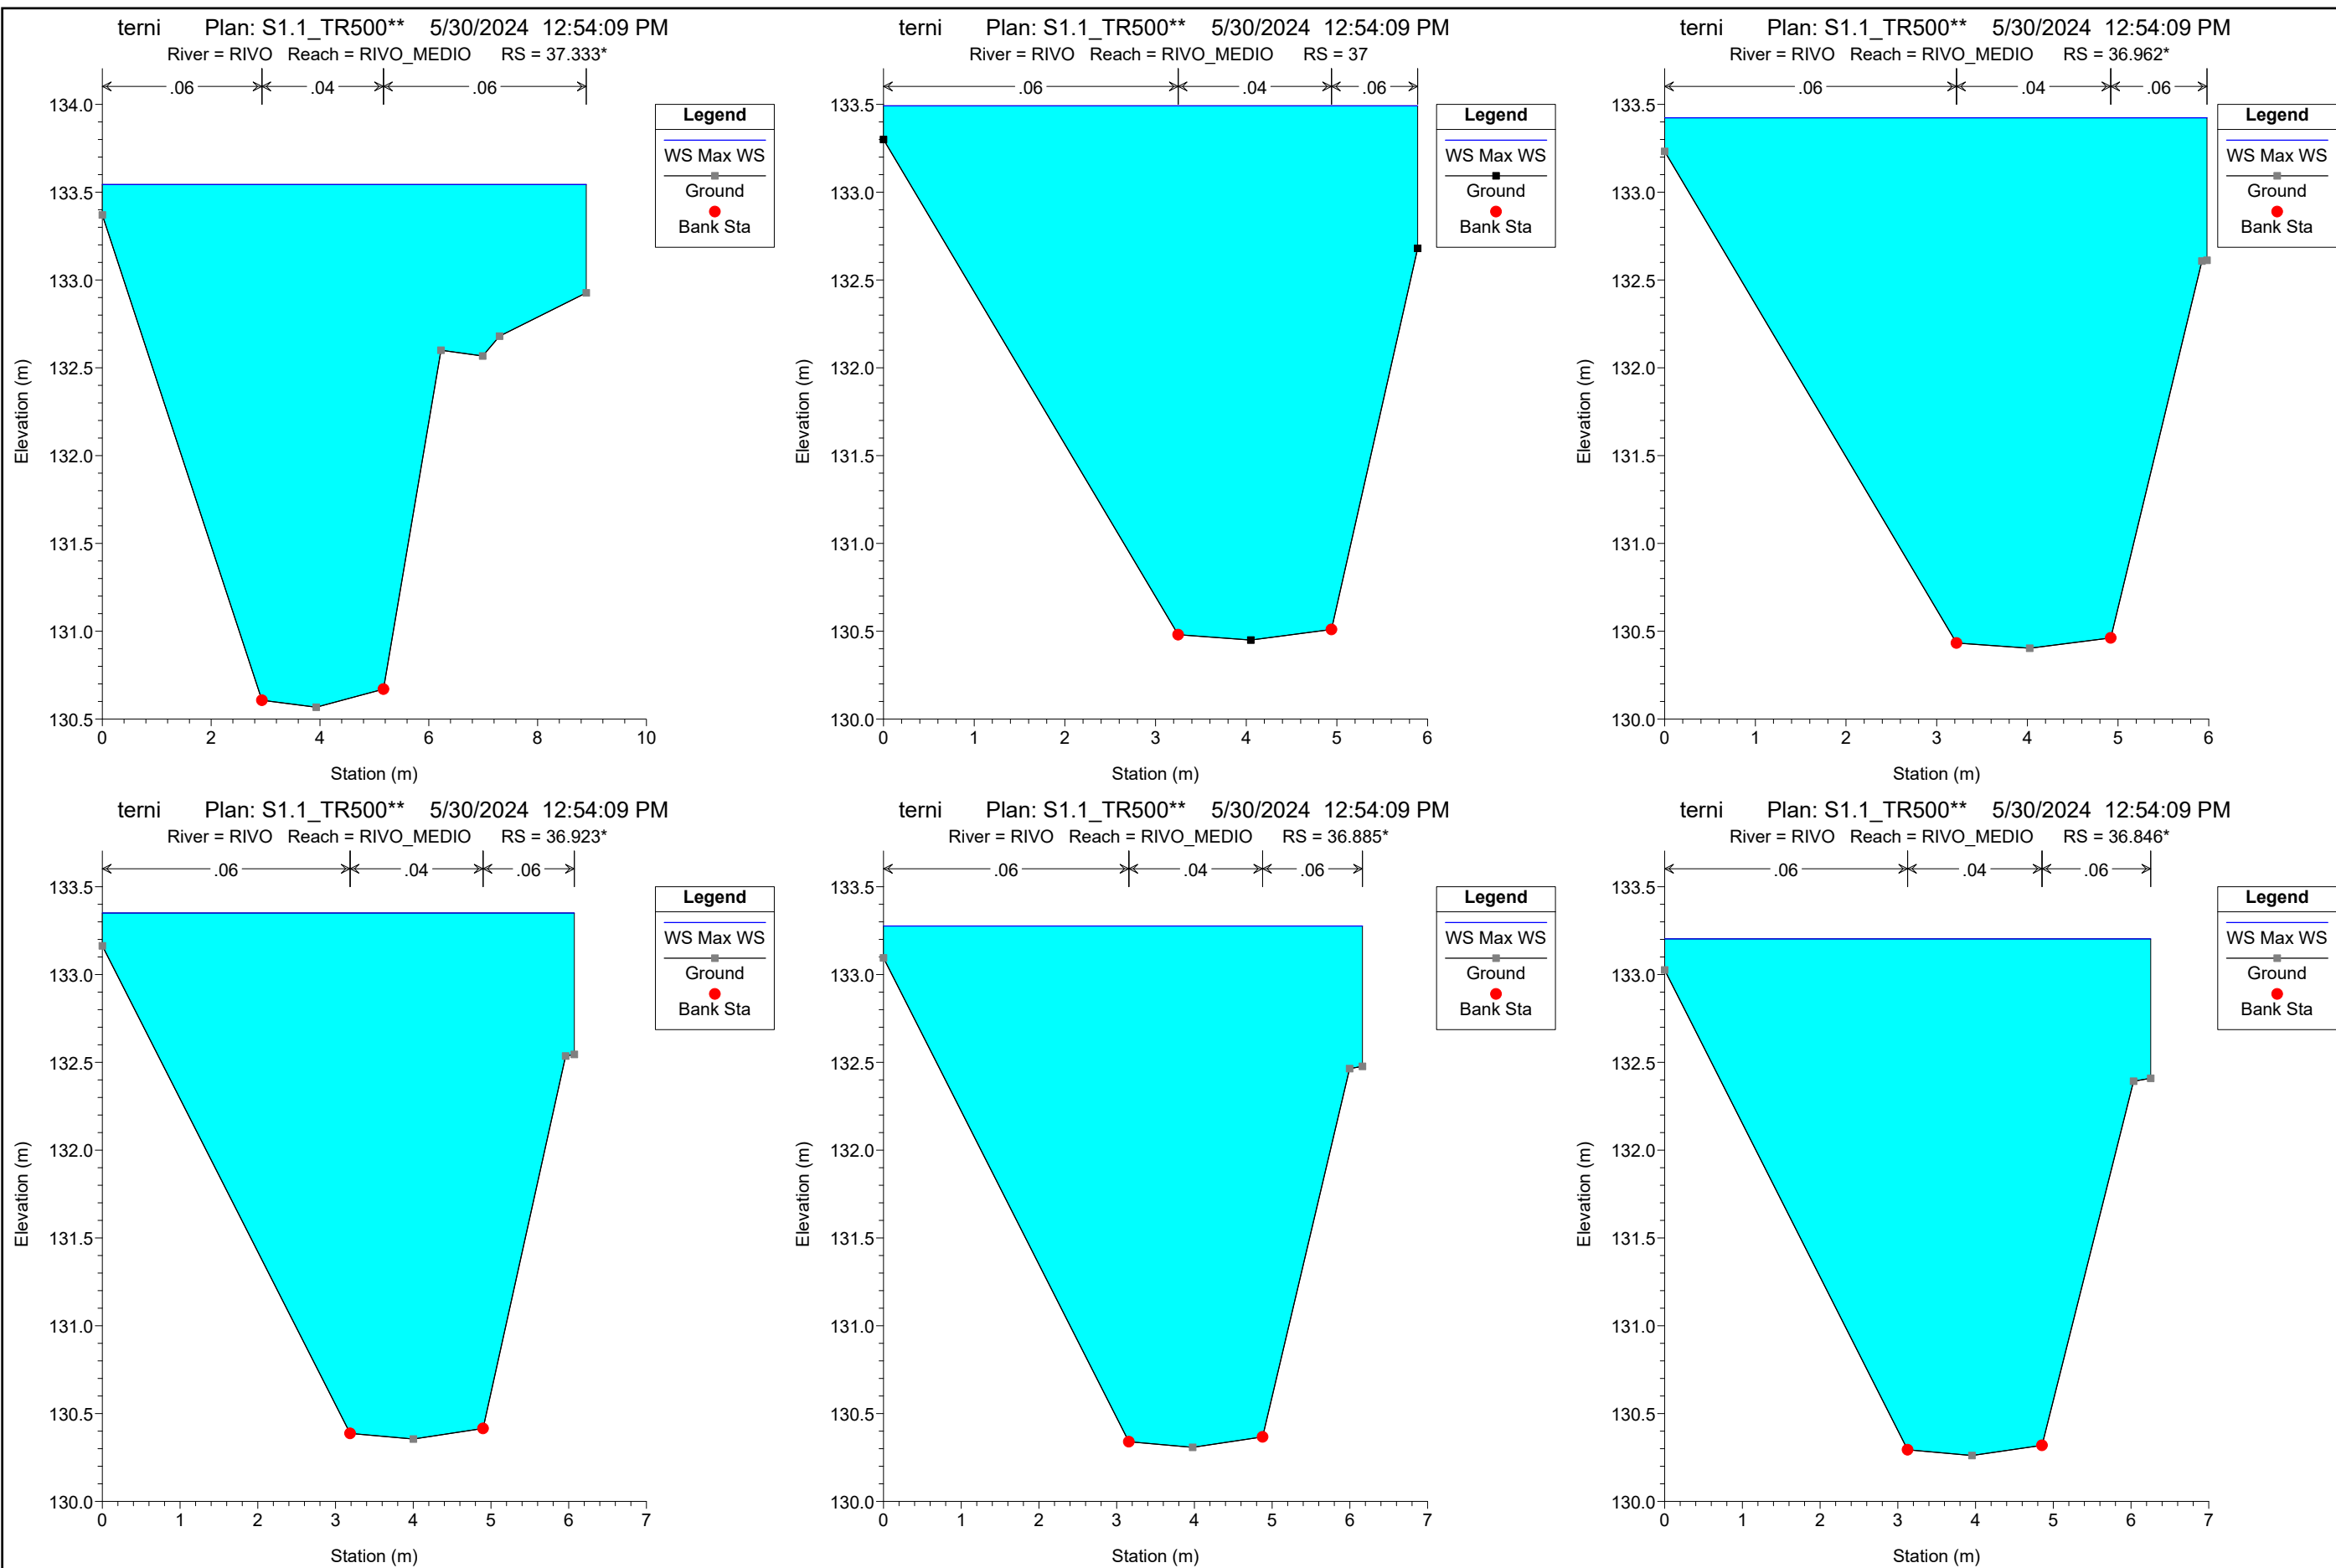 terni Plan: S1.1_TR500** 5/30/2024 12:54:09 PM
River = RIVO Reach = RIVO_MEDIO RS = 37.333*
.06 .04 .06
134.0
133.5
133.0
132.5
132.0
131.5
131.0
130.5
0 2 4 6 8 10
Station (m)
Elevation (m)
Legend
WS Max WS
Ground
Bank Sta
terni Plan: S1.1_TR500** 5/30/2024 12:54:09 PM
River = RIVO Reach = RIVO_MEDIO RS = 37
.06 .04 .06
133.5
133.0
132.5
132.0
131.5
131.0
130.5
130.0
0 1 2 3 4 5 6
Station (m)
Elevation (m)
Legend
WS Max WS
Ground
Bank Sta
terni Plan: S1.1_TR500** 5/30/2024 12:54:09 PM
River = RIVO Reach = RIVO_MEDIO RS = 36.962*
.06 .04 .06
133.5
133.0
132.5
132.0
131.5
131.0
130.5
130.0
0 1 2 3 4 5 6
Station (m)
Elevation (m)
Legend
WS Max WS
Ground
Bank Sta
terni Plan: S1.1_TR500** 5/30/2024 12:54:09 PM
River = RIVO Reach = RIVO_MEDIO RS = 36.923*
.06 .04 .06
133.5
133.0
132.5
132.0
131.5
131.0
130.5
130.0
0 1 2 3 4 5 6 7
Station (m)
Elevation (m)
Legend
WS Max WS
Ground
Bank Sta
terni Plan: S1.1_TR500** 5/30/2024 12:54:09 PM
River = RIVO Reach = RIVO_MEDIO RS = 36.885*
.06 .04 .06
133.5
133.0
132.5
132.0
131.5
131.0
130.5
130.0
0 1 2 3 4 5 6 7
Station (m)
Elevation (m)
Legend
WS Max WS
Ground
Bank Sta
terni Plan: S1.1_TR500** 5/30/2024 12:54:09 PM
River = RIVO Reach = RIVO_MEDIO RS = 36.846*
.06 .04 .06
133.5
133.0
132.5
132.0
131.5
131.0
130.5
130.0
0 1 2 3 4 5 6 7
Station (m)
Elevation (m)
Legend
WS Max WS
Ground
Bank Sta